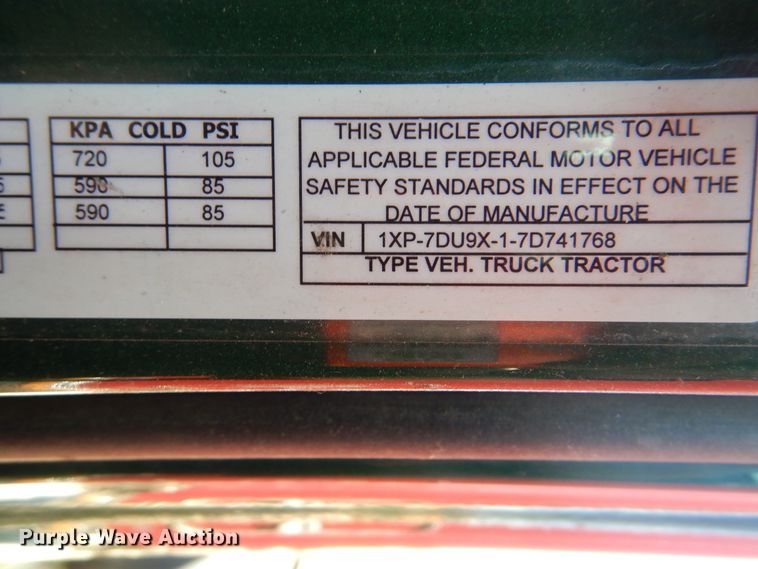 KPA COLD PSI
720 105
590 85
590 85
THIS VEHICLE CONFORMS TO ALL
APPLICABLE FEDERAL MOTOR VEHICLE
SAFETY STANDARDS IN EFFECT ON THE
DATE OF MANUFACTURE
VIN 1XP-7DU9X-1-7D741768
TYPE VEH. TRUCK TRACTOR
Purple Wave Auction